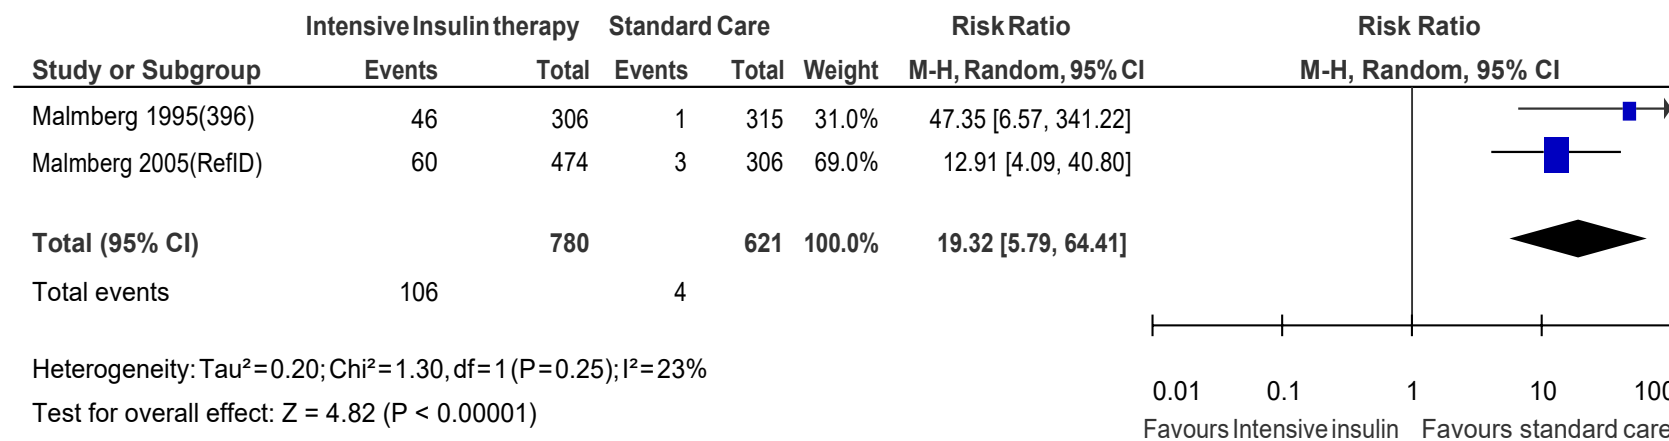 Intensive Insulin therapy Standard Care Risk Ratio Risk Ratio
Study or Subgroup Events Total Events Total Weight M-H, Random, 95% CI M-H, Random, 95% CI
Malmberg 1995(396) 46 306 1 315 31.0% 47.35 [6.57, 341.22]
Malmberg 2005(RefID) 60 474 3 306 69.0% 12.91 [4.09, 40.80]
Total (95% CI) 780 621 100.0% 19.32 [5.79, 64.41]
Total events 106 4
Heterogeneity: Tau²=0.20; Chi²=1.30, df=1 (P=0.25); I²=23%
Test for overall effect: Z = 4.82 (P < 0.00001)
0.01 0.1 1 10 100
Favours Intensive insulin Favours standard care